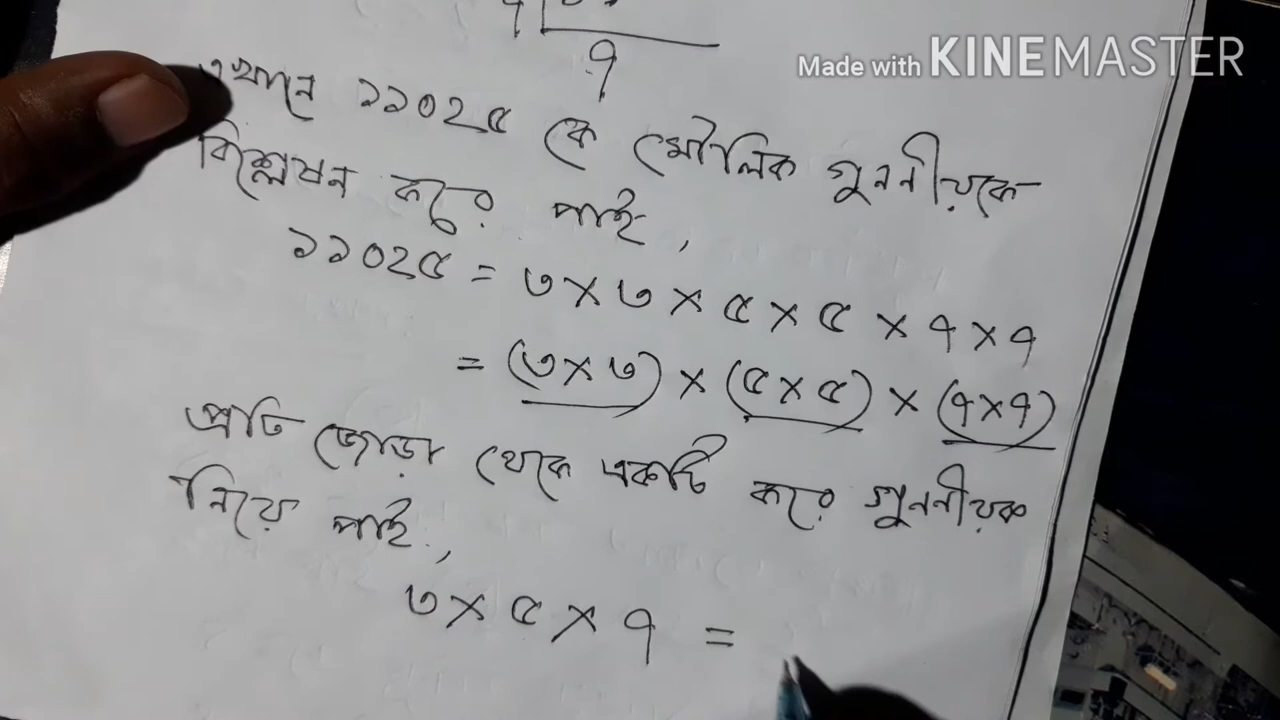 Made with KINEMASTER
৭
এখানে ১১০২৫ কে মৌলিক গুননীয়কে
বিশ্লেষন করে পাই,
১১০২৫ = ৩×৩×৫×৫×৭×৭
= (৩×৩)×(৫×৫)×(৭×৭)
প্রতি জোড়া থেকে একটি করে গুননীয়ক
নিয়ে পাই,
৩×৫×৭ =